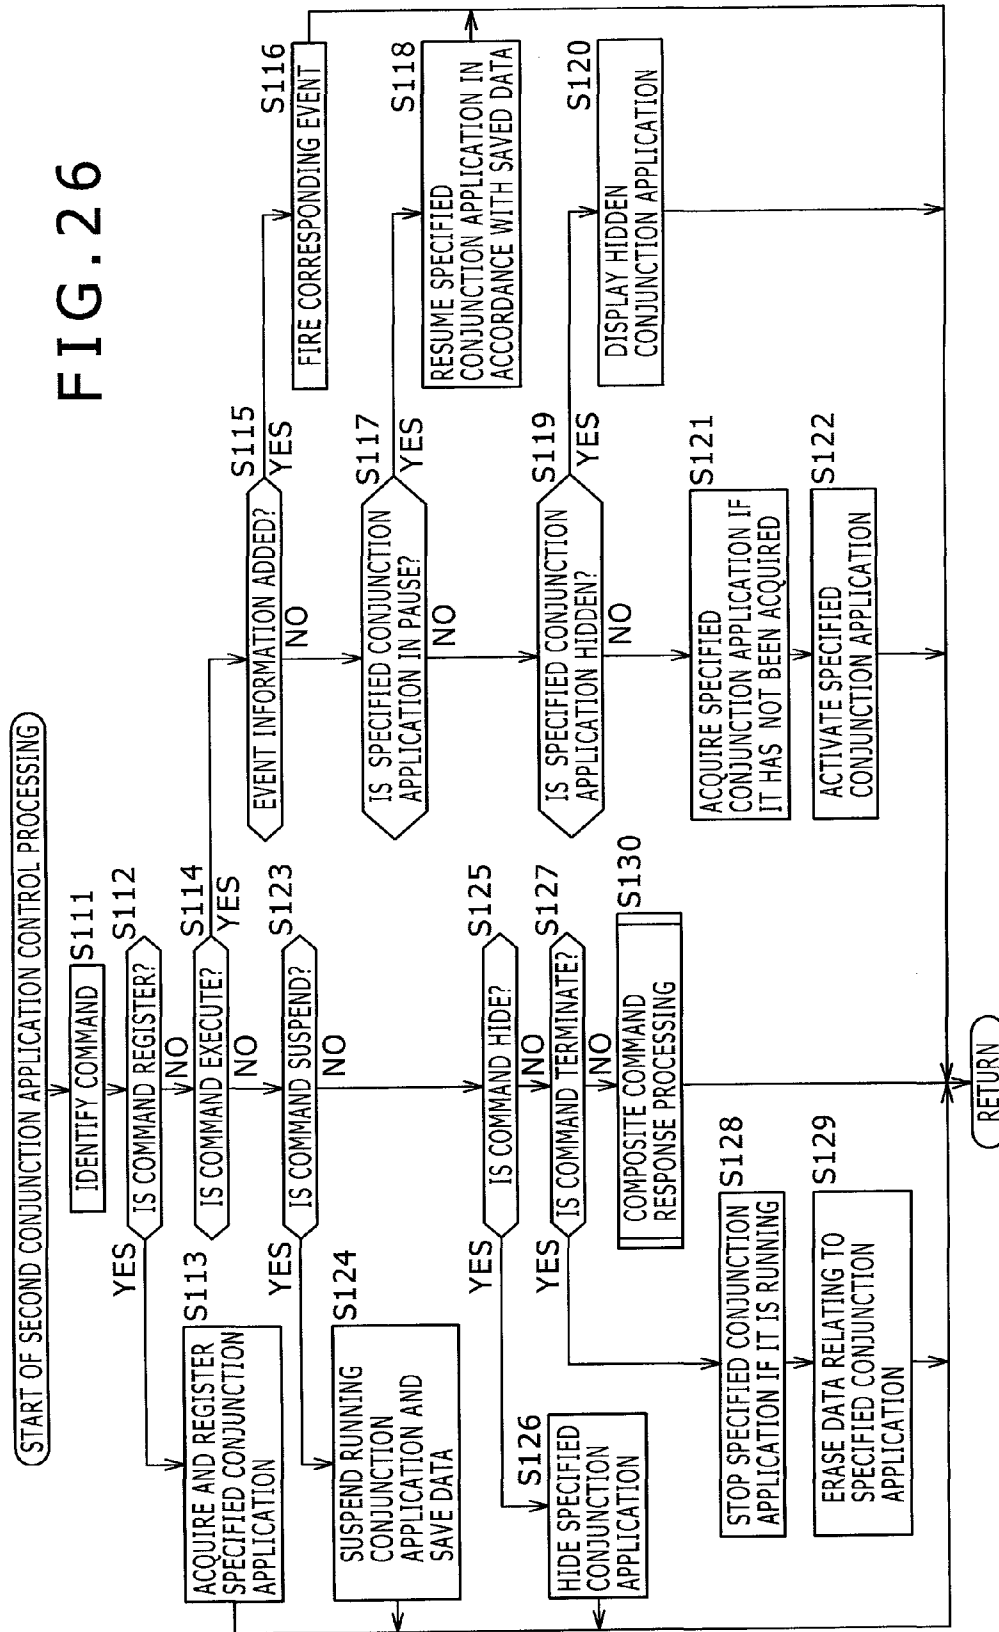 FIG.26
START OF SECOND CONJUNCTION APPLICATION CONTROL PROCESSING
S111
IDENTIFY COMMAND
S112
IS COMMAND REGISTER?
YES
NO
S113
ACQUIRE AND REGISTER
SPECIFIED CONJUNCTION
APPLICATION
S114
IS COMMAND EXECUTE?
YES
NO
S115
EVENT INFORMATION ADDED?
YES
NO
S116
FIRE CORRESPONDING EVENT
S117
IS SPECIFIED CONJUNCTION
APPLICATION IN PAUSE?
YES
NO
S118
RESUME SPECIFIED
CONJUNCTION APPLICATION IN
ACCORDANCE WITH SAVED DATA
S119
IS SPECIFIED CONJUNCTION
APPLICATION HIDDEN?
YES
NO
S120
DISPLAY HIDDEN
CONJUNCTION APPLICATION
S121
ACQUIRE SPECIFIED
CONJUNCTION APPLICATION IF
IT HAS NOT BEEN ACQUIRED
S122
ACTIVATE SPECIFIED
CONJUNCTION APPLICATION
S123
IS COMMAND SUSPEND?
YES
NO
S124
SUSPEND RUNNING
CONJUNCTION
APPLICATION AND
SAVE DATA
S125
IS COMMAND HIDE?
YES
NO
S126
HIDE SPECIFIED
CONJUNCTION
APPLICATION
S127
IS COMMAND TERMINATE?
YES
NO
S128
STOP SPECIFIED CONJUNCTION
APPLICATION IF IT IS RUNNING
S129
ERASE DATA RELATING TO
SPECIFIED CONJUNCTION
APPLICATION
S130
COMPOSITE COMMAND
RESPONSE PROCESSING
RETURN